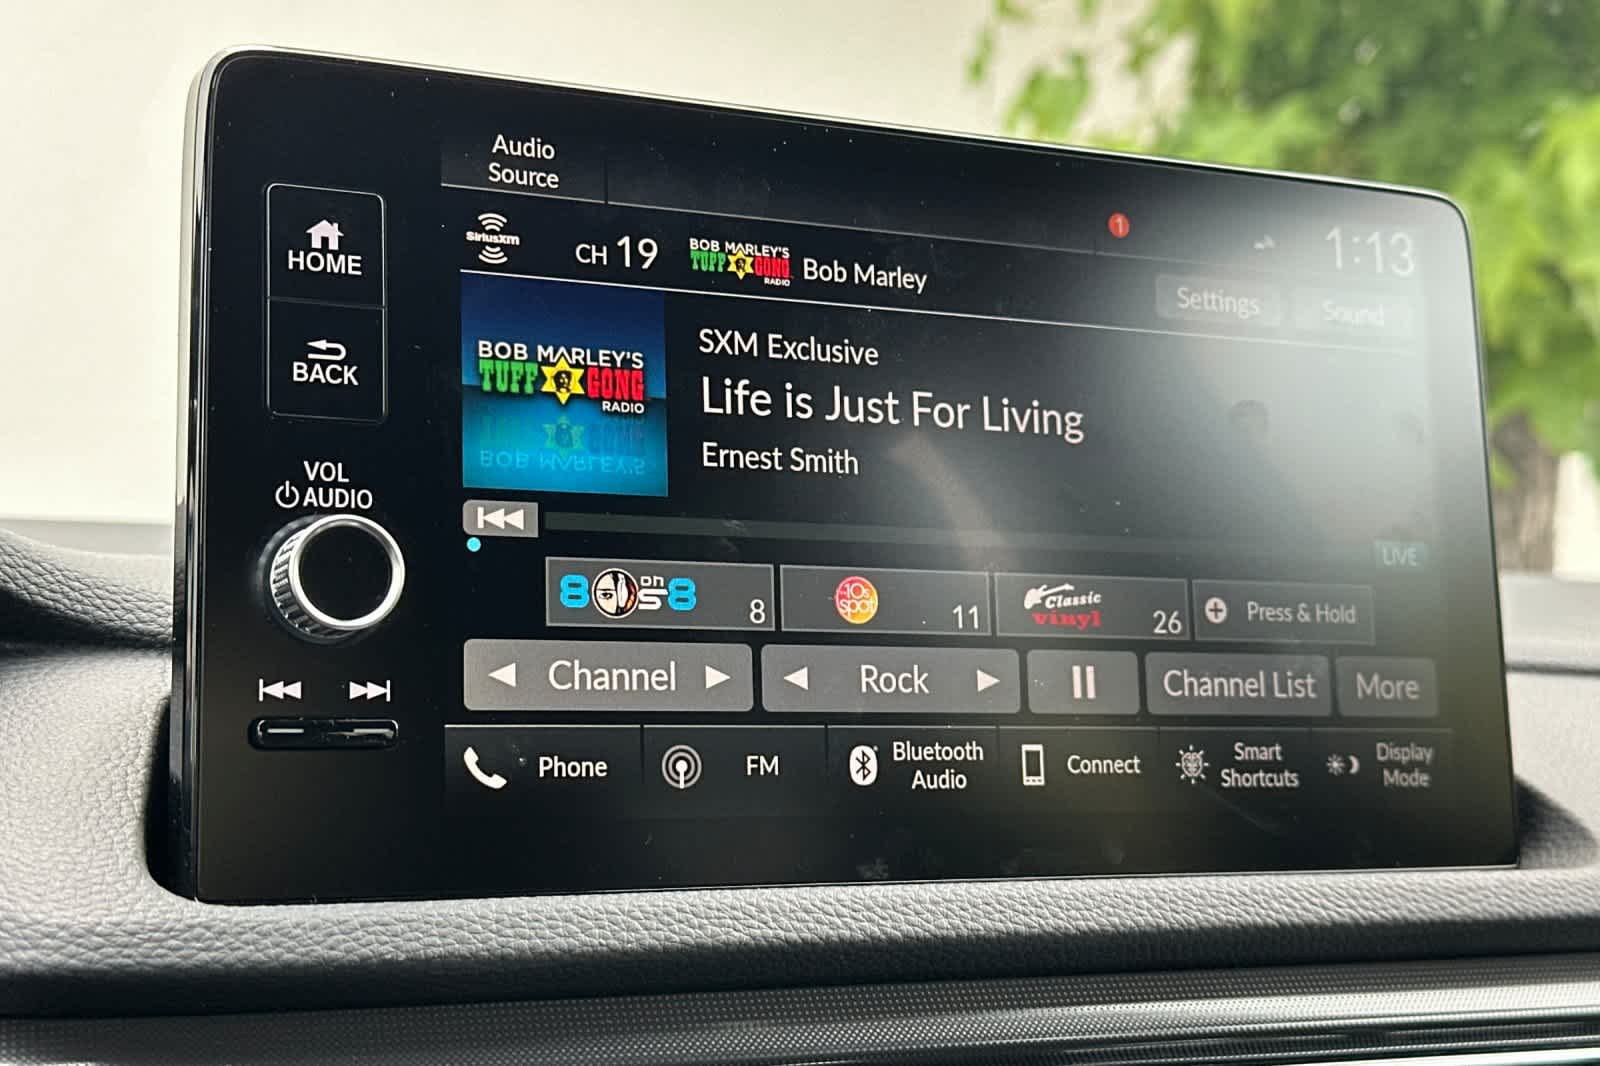 Audio
Source
HOME
BACK
VOL
AUDIO
SiriusXM
CH 19
BOB MARLEY'S
TUFF GONG
RADIO
Bob Marley
1
1:13
Settings
Sound
BOB MARLEY'S
TUFF GONG
RADIO
SXM Exclusive
Life is Just For Living
Ernest Smith
LIVE
80s on 8
8
10s
spot
11
Classic
vinyl
26
Press & Hold
Channel
Rock
Channel List
More
Phone
FM
Bluetooth
Audio
Connect
Smart
Shortcuts
Display
Mode